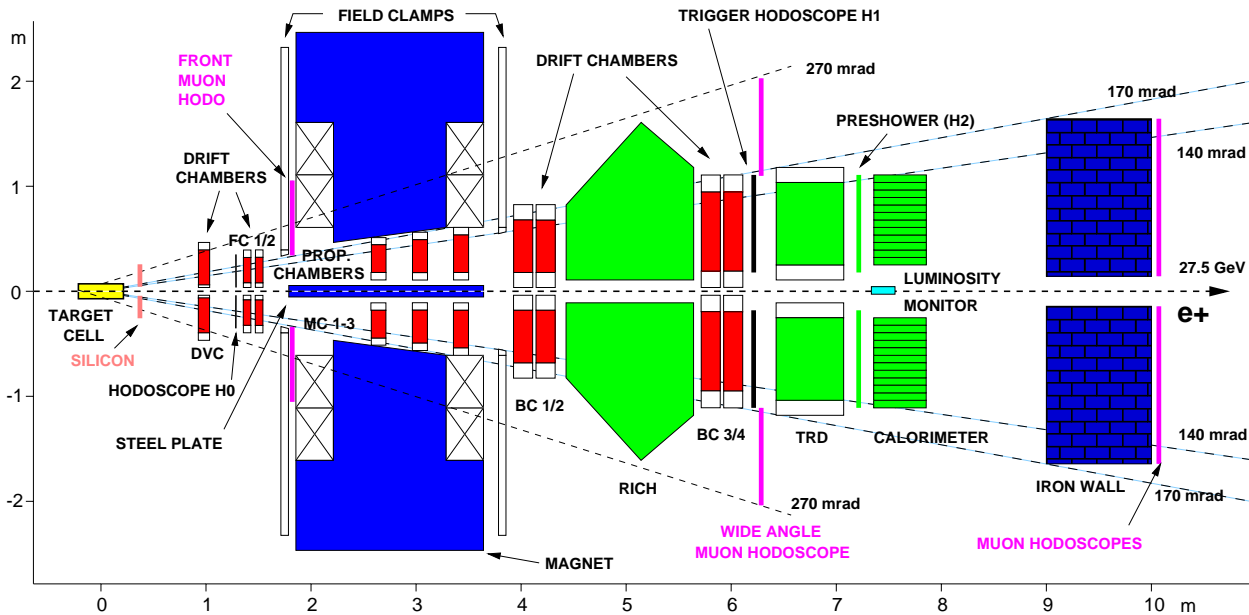 FIELD CLAMPS
TRIGGER HODOSCOPE H1
m
FRONT
MUON
HODO
DRIFT CHAMBERS
270 mrad
2
170 mrad
PRESHOWER (H2)
DRIFT
CHAMBERS
140 mrad
1
FC 1/2
PROP.
CHAMBERS
27.5 GeV
LUMINOSITY
0
MONITOR
e+
TARGET
CELL
MC 1-3
SILICON
DVC
HODOSCOPE H0
-1
BC 1/2
STEEL PLATE
BC 3/4
TRD
CALORIMETER
140 mrad
RICH
IRON WALL
170 mrad
270 mrad
-2
WIDE ANGLE
MUON HODOSCOPE
MUON HODOSCOPES
MAGNET
0 1 2 3 4 5 6 7 8 9 10 m